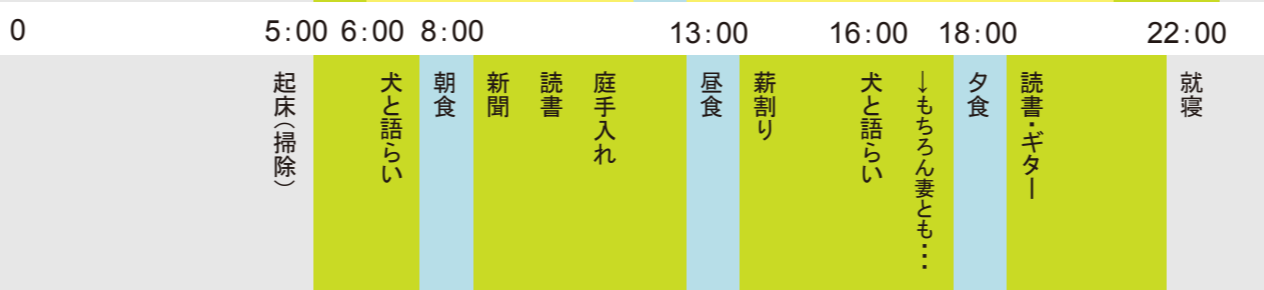 0 5:00 6:00 8:00 13:00 16:00 18:00 22:00
起床(掃除)
犬と語らい
朝食
新聞
読書
庭手入れ
昼食
薪割り
犬と語らい
→もちろん妻とも・・・
夕食
読書・ギター
就寝